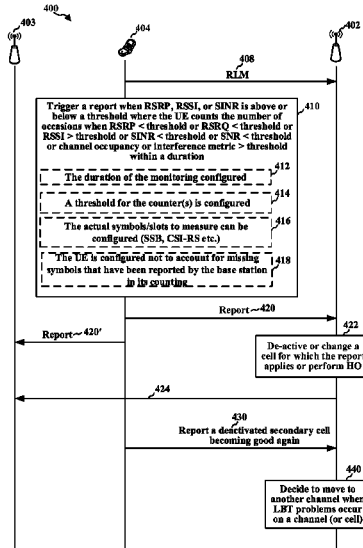 403
400
404
402
408
RLM
Trigger a report when RSRP, RSSI, or SINR is above or
below a threshold where the UE counts the number of
occasions when RSRP < threshold or RSRQ < threshold or
RSSI > threshold or SINR < threshold or SNR < threshold
or channel occupancy or interference metric > threshold
within a duration
410
412
The duration of the monitoring configured
414
A threshold for the counter(s) is configured
416
The actual symbols/slots to measure can be
configured (SSB, CSI-RS etc.)
The UE is configured not to account for missing
symbols that have been reported by the base station
in its counting
418
Report 420
Report 420'
422
De-active or change a
cell for which the report
applies or perform HO
424
430
Report a deactivated secondary cell
becoming good again
440
Decide to move to
another channel when
LBT problems occur
on a channel (or cell)